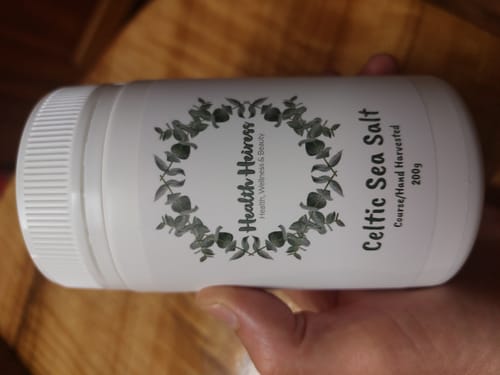 Health Heiress
Health, Wellness & Beauty
Celtic Sea Salt
Course/Hand Harvested
200g